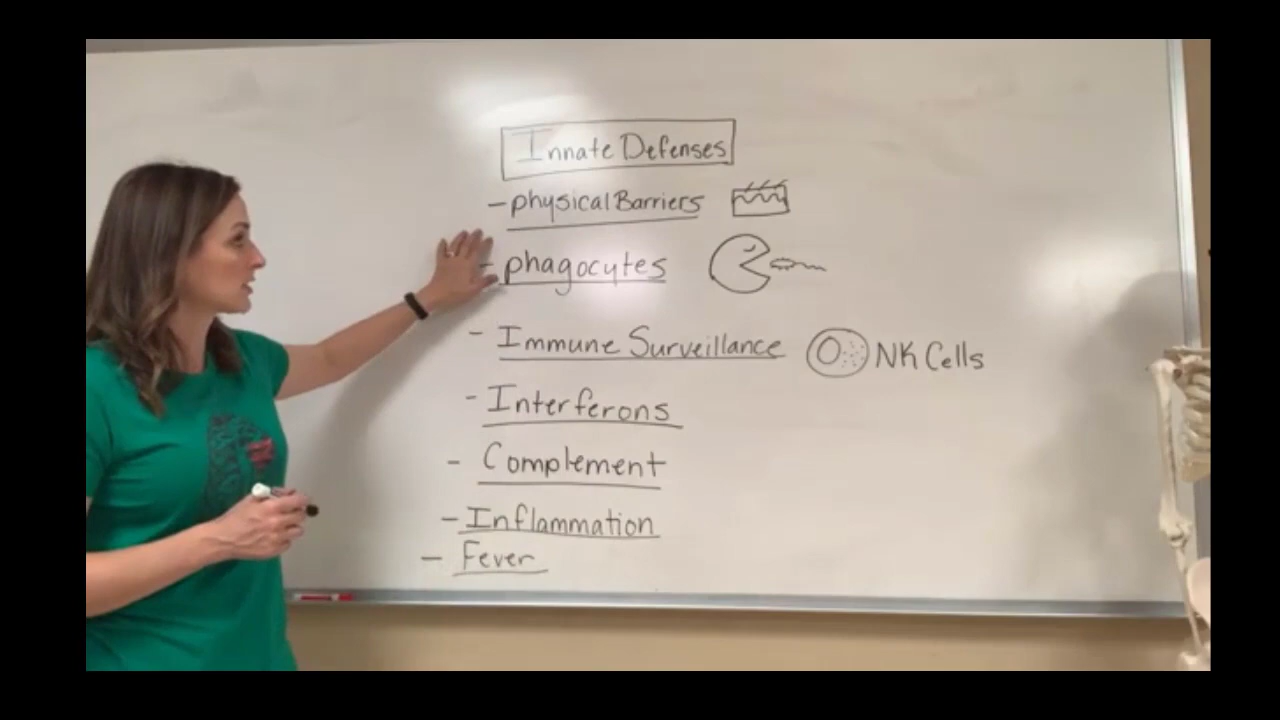 Innate Defenses
- physical Barriers
- phagocytes
- Immune Surveillance NK Cells
- Interferons
- Complement
- Inflammation
- Fever